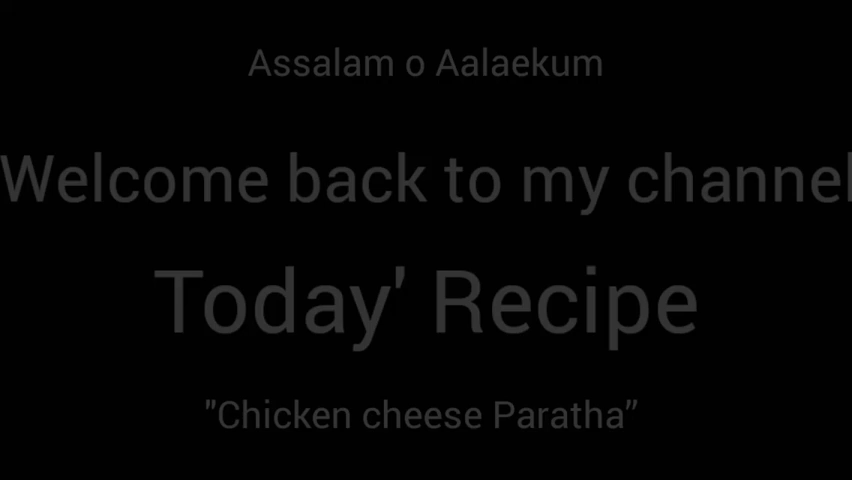 Assalam o Aalaekum
Welcome back to my channel
Today' Recipe
"Chicken cheese Paratha”